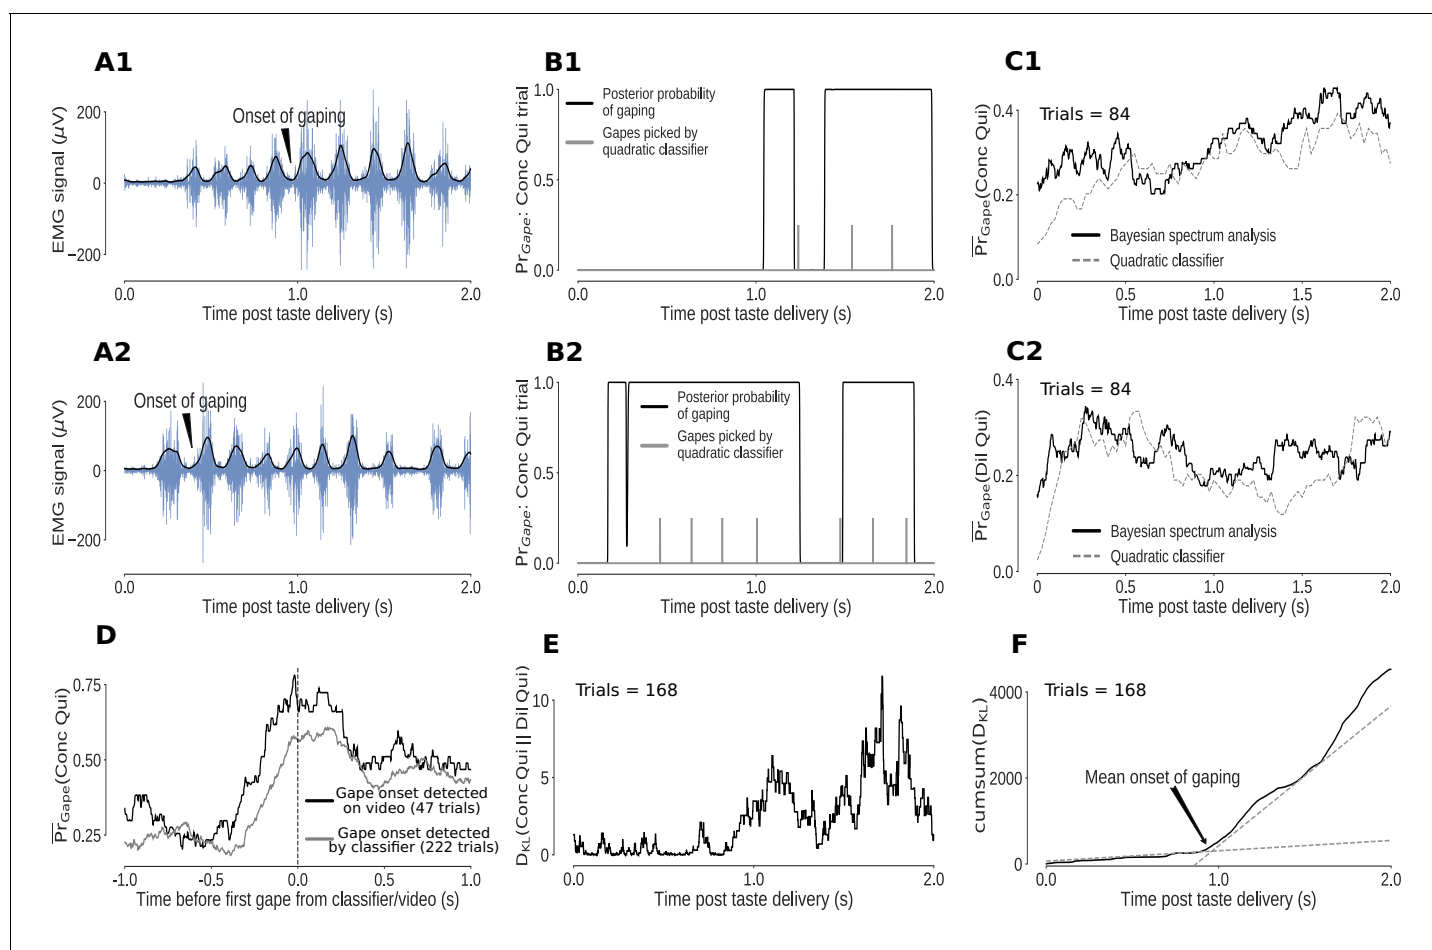 A1
EMG signal (µV)
200
0
−200
Onset of gaping
0.0
1.0
2.0
Time post taste delivery (s)
B1
Pr_Gape: Conc Qui trial
1.0
0.5
0.0
Posterior probability
of gaping
Gapes picked by
quadratic classifier
0.0
1.0
2.0
Time post taste delivery (s)
C1
Pr_Gape(Conc Qui)
0.4
0.2
0.0
Trials = 84
Bayesian spectrum analysis
Quadratic classifier
0
0.5
1.0
1.5
2.0
Time post taste delivery (s)
A2
EMG signal (µV)
200
0
−200
Onset of gaping
0.0
1.0
2.0
Time post taste delivery (s)
B2
Pr_Gape: Conc Qui trial
1.0
0.5
0.0
Posterior probability
of gaping
Gapes picked by
quadratic classifier
0.0
1.0
2.0
Time post taste delivery (s)
C2
Pr_Gape(Dil Qui)
0.4
0.2
0.0
Trials = 84
Bayesian spectrum analysis
Quadratic classifier
0.0
0.5
1.0
1.5
2.0
Time post taste delivery (s)
D
Pr_Gape(Conc Qui)
0.75
0.50
0.25
Gape onset detected
on video (47 trials)
Gape onset detected
by classifier (222 trials)
-1.0
-0.5
0.0
0.5
1.0
Time before first gape from classifier/video (s)
E
D_KL(Conc Qui || Dil Qui)
10
5
0
Trials = 168
0.0
1.0
2.0
Time post taste delivery (s)
F
cumsum(D_KL)
4000
2000
0
Trials = 168
Mean onset of gaping
0.0
1.0
2.0
Time post taste delivery (s)